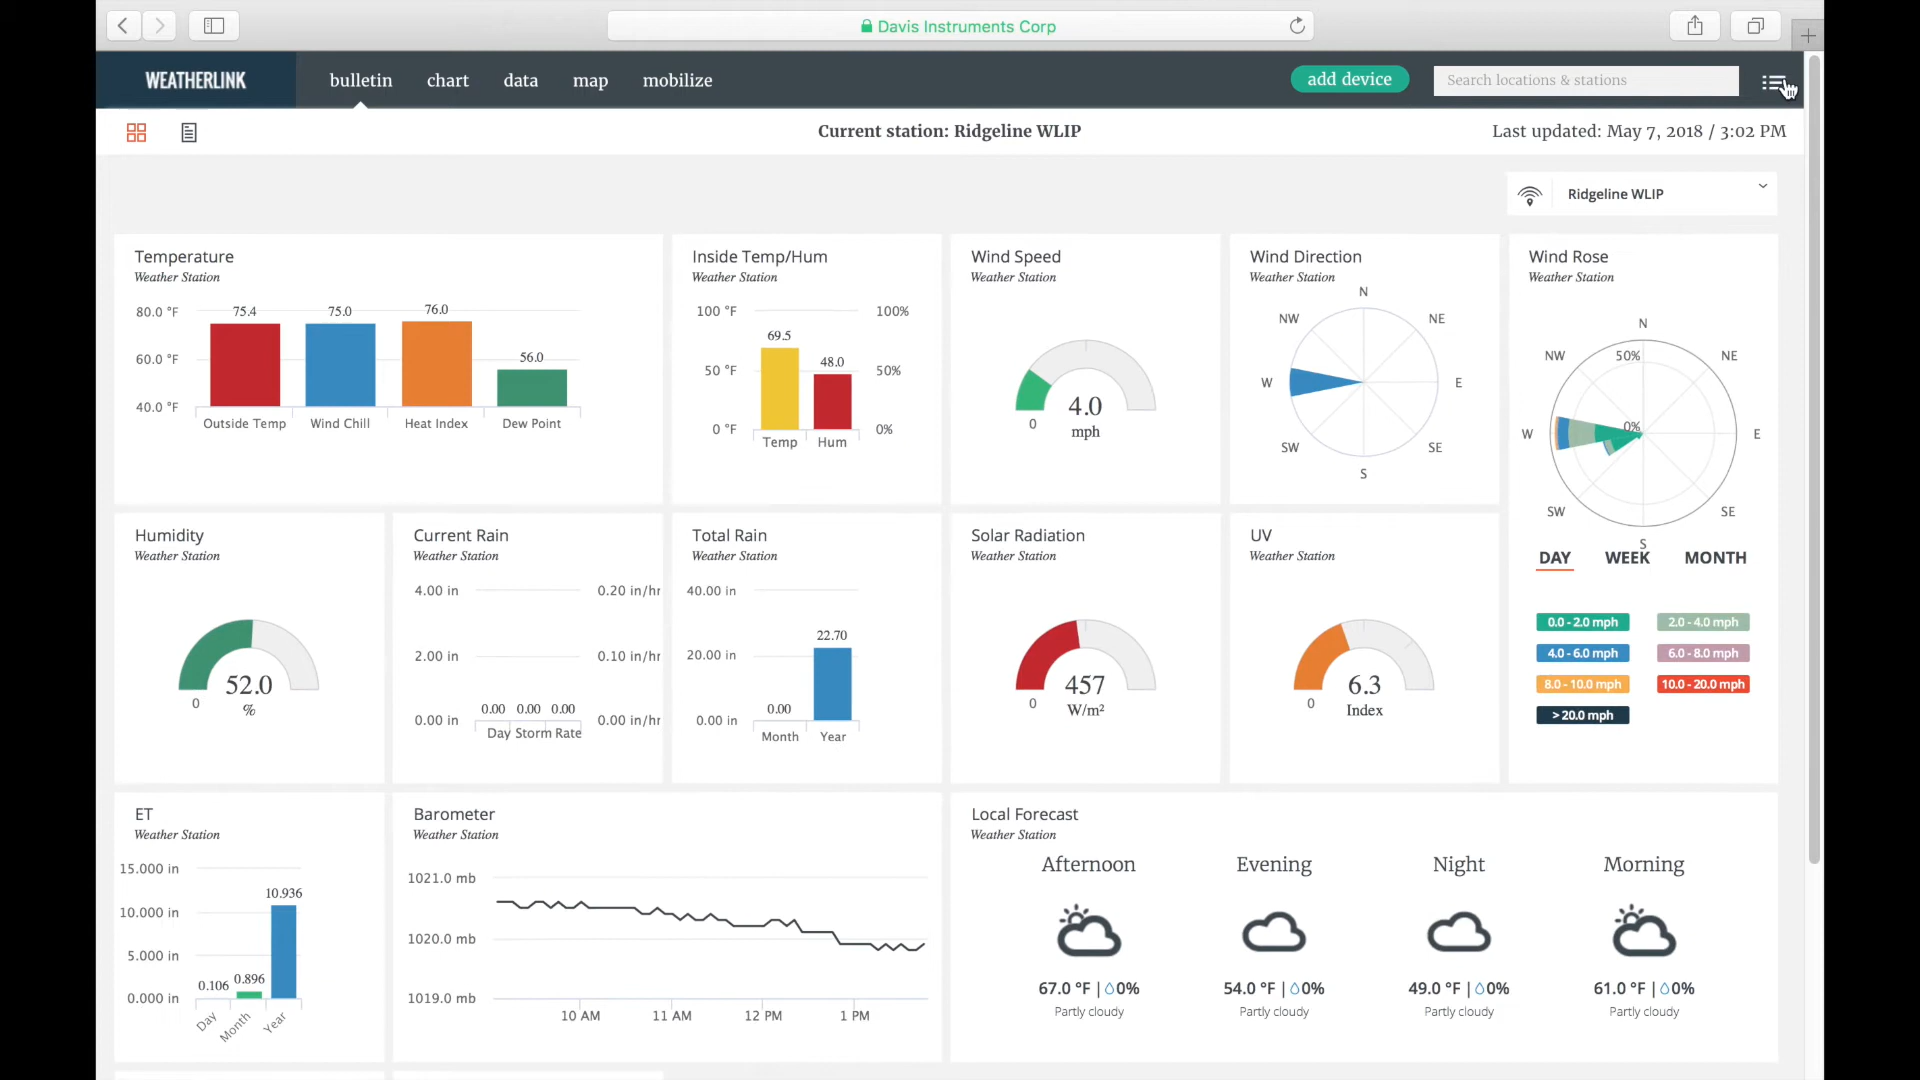 Davis Instruments Corp
WEATHERLINK
bulletin
chart
data
map
mobilize
add device
Search locations & stations
Current station: Ridgeline WLIP
Last updated: May 7, 2018 / 3:02 PM
Ridgeline WLIP
Temperature
Weather Station
80.0 °F
60.0 °F
40.0 °F
75.4
75.0
76.0
56.0
Outside Temp
Wind Chill
Heat Index
Dew Point
Inside Temp/Hum
Weather Station
100 °F
50 °F
0 °F
69.5
48.0
100%
50%
0%
Temp
Hum
Wind Speed
Weather Station
0
4.0
mph
Wind Direction
Weather Station
N
NW
NE
W
E
SW
SE
S
Wind Rose
Weather Station
N
NW
50%
NE
W
0%
E
SW
SE
S
DAY
WEEK
MONTH
0.0 - 2.0 mph
2.0 - 4.0 mph
4.0 - 6.0 mph
6.0 - 8.0 mph
8.0 - 10.0 mph
10.0 - 20.0 mph
> 20.0 mph
Humidity
Weather Station
0
52.0
%
Current Rain
Weather Station
4.00 in
2.00 in
0.00 in
0.00
0.00
0.00
0.20 in/hr
0.10 in/hr
0.00 in/hr
Day Storm Rate
Total Rain
Weather Station
40.00 in
20.00 in
0.00 in
0.00
22.70
Month
Year
Solar Radiation
Weather Station
0
457
W/m²
UV
Weather Station
0
6.3
Index
ET
Weather Station
15.000 in
10.000 in
5.000 in
0.000 in
0.106
0.896
10.936
Day
Month
Year
Barometer
Weather Station
1021.0 mb
1020.0 mb
1019.0 mb
10 AM
11 AM
12 PM
1 PM
Local Forecast
Weather Station
Afternoon
Evening
Night
Morning
67.0 °F | 0%
54.0 °F | 0%
49.0 °F | 0%
61.0 °F | 0%
Partly cloudy
Partly cloudy
Partly cloudy
Partly cloudy